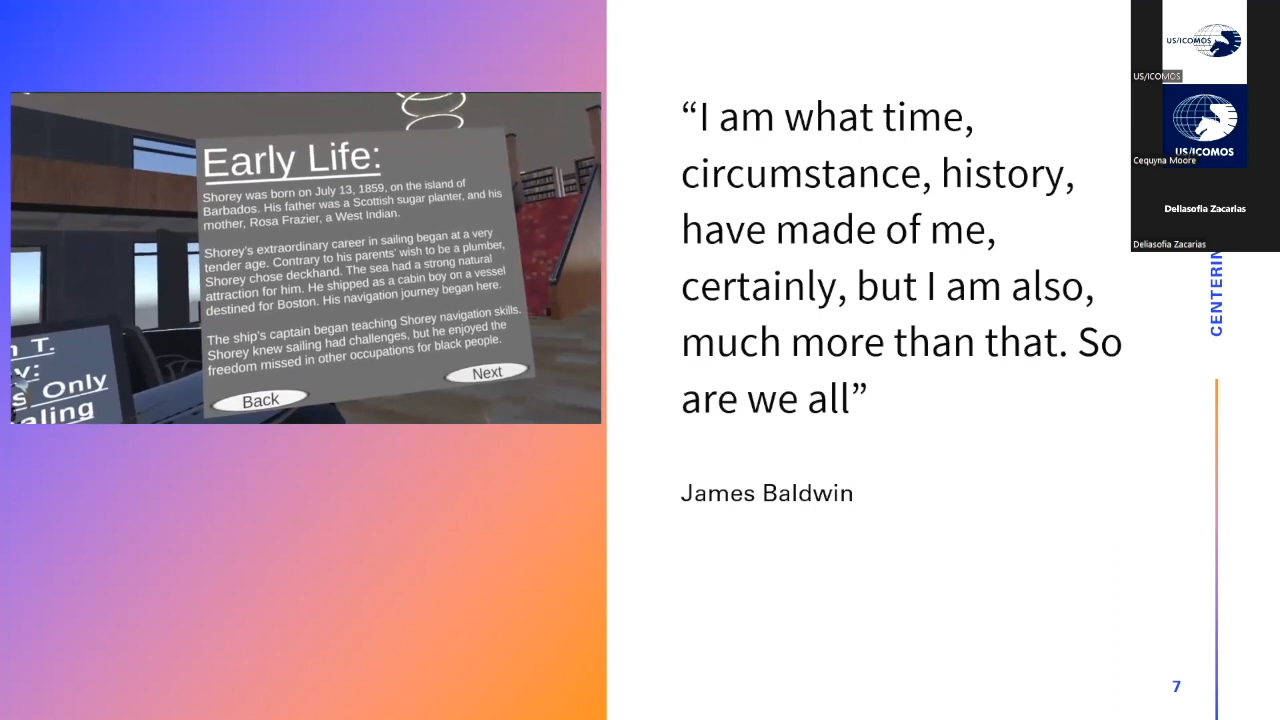 Early Life:
Shorey was born on July 13, 1859, on the island of
Barbados. His father was a Scottish sugar planter, and his
mother, Rosa Frazier, a West Indian.
Shorey's extraordinary career in sailing began at a very
tender age. Contrary to his parents' wish to be a plumber,
Shorey chose deckhand. The sea had a strong natural
attraction for him. He shipped as a cabin boy on a vessel
destined for Boston. His navigation journey began here.
The ship's captain began teaching Shorey navigation skills.
Shorey knew sailing had challenges, but he enjoyed the
freedom missed in other occupations for black people.
Back
Next
T.
Only
“I am what time,
circumstance, history,
have made of me,
certainly, but I am also,
much more than that. So
are we all”
James Baldwin
US/ICOMOS
US/ICOMOS
US/ICOMOS
Cequyna Moore
Deliasofia Zacarias
Deliasofia Zacarias
7